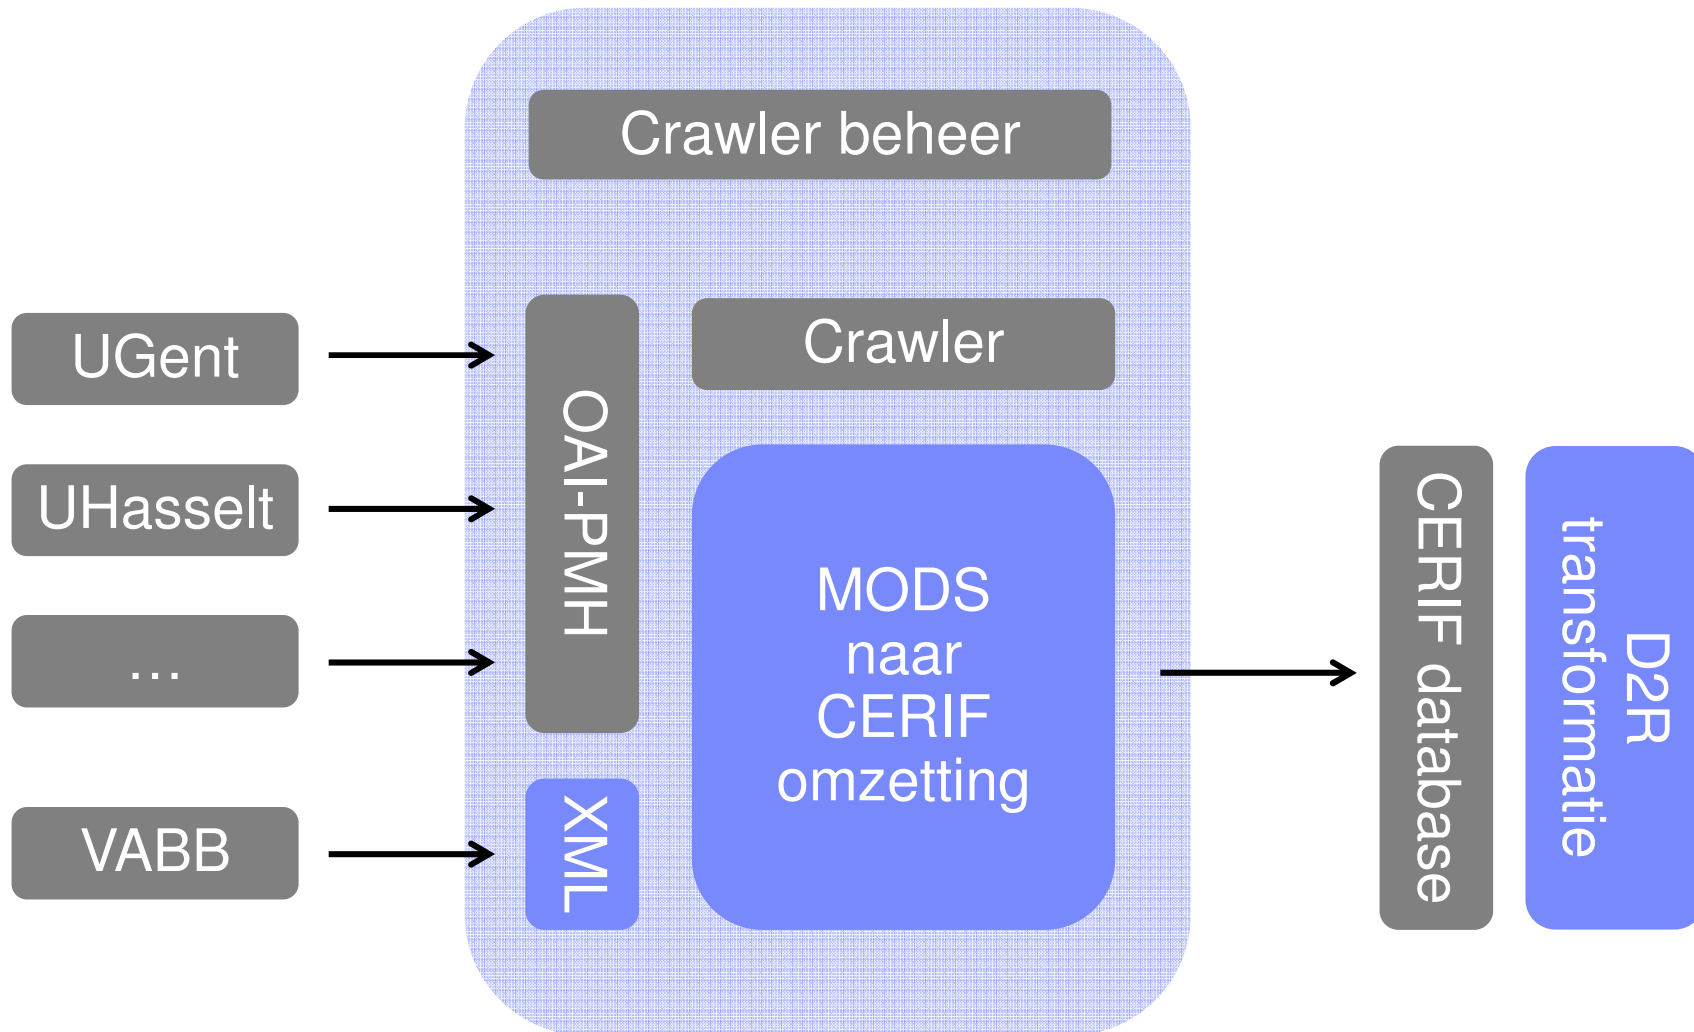 Crawler beheer
UGent
UHasselt
…
VABB
OAI-PMH
XML
Crawler
MODS
naar
CERIF
omzetting
CERIF database
D2R
transformatie